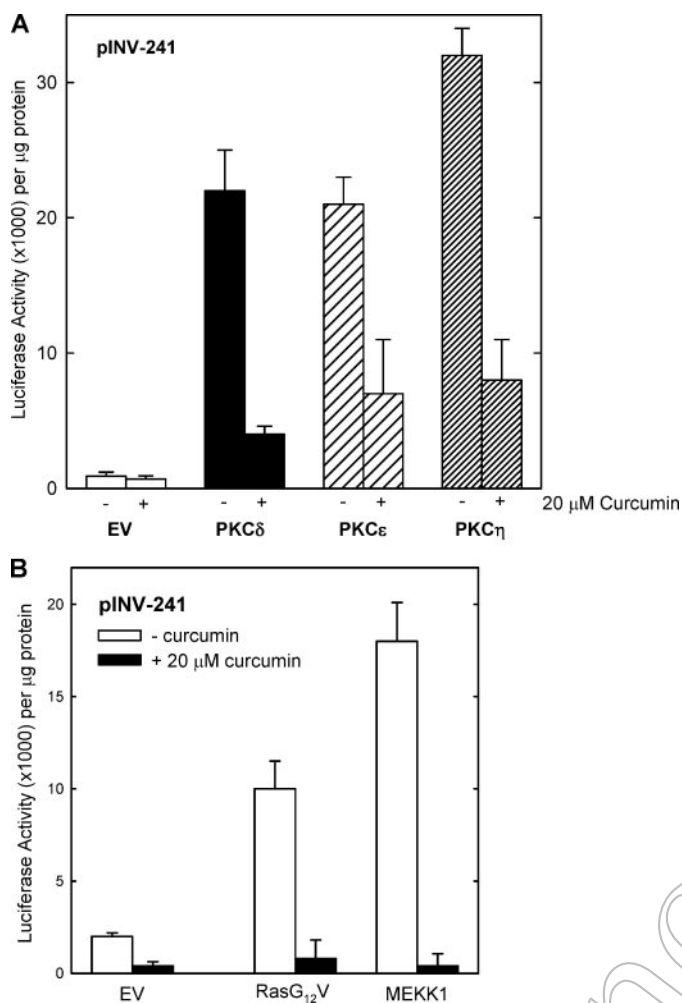 A
pINV-241
Luciferase Activity (x1000) per μg protein
30
20
10
0
- + - + - + - + 20 μM Curcumin
EV PKCδ PKCε PKCη
B
pINV-241
- curcumin
+ 20 μM curcumin
Luciferase Activity (x1000) per μg protein
20
15
10
5
0
EV RasG₁₂V MEKK1